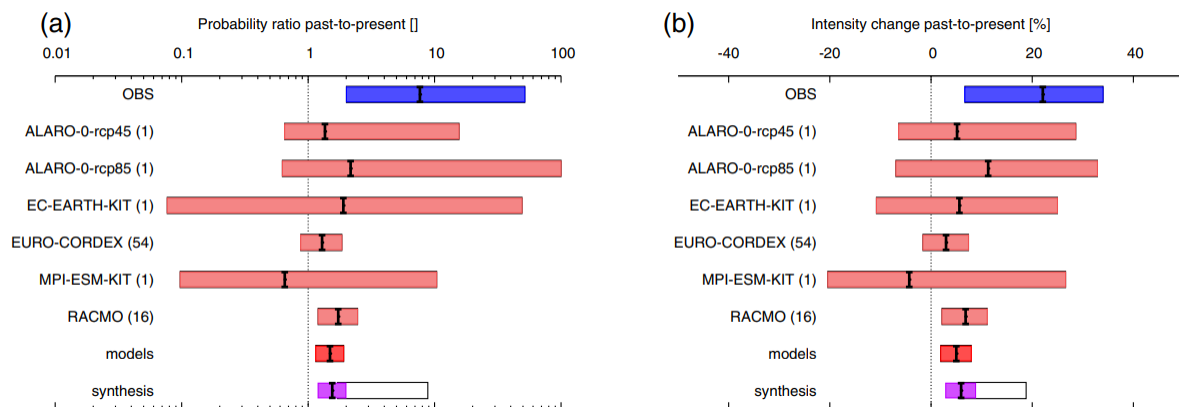 (a) Probability ratio past-to-present []
0.01 0.1 1 10 100
OBS
ALARO-0-rcp45 (1)
ALARO-0-rcp85 (1)
EC-EARTH-KIT (1)
EURO-CORDEX (54)
MPI-ESM-KIT (1)
RACMO (16)
models
synthesis
(b) Intensity change past-to-present [%]
-40 -20 0 20 40
OBS
ALARO-0-rcp45 (1)
ALARO-0-rcp85 (1)
EC-EARTH-KIT (1)
EURO-CORDEX (54)
MPI-ESM-KIT (1)
RACMO (16)
models
synthesis